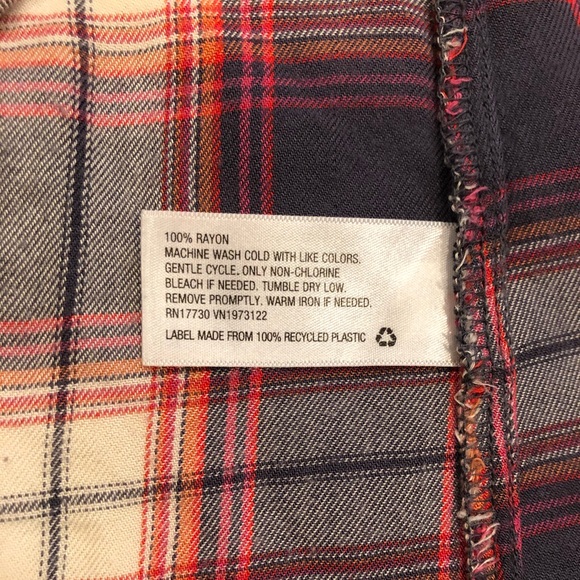 100% RAYON
MACHINE WASH COLD WITH LIKE COLORS.
GENTLE CYCLE. ONLY NON-CHLORINE
BLEACH IF NEEDED. TUMBLE DRY LOW.
REMOVE PROMPTLY. WARM IRON IF NEEDED.
RN17730 VN1973122
LABEL MADE FROM 100% RECYCLED PLASTIC